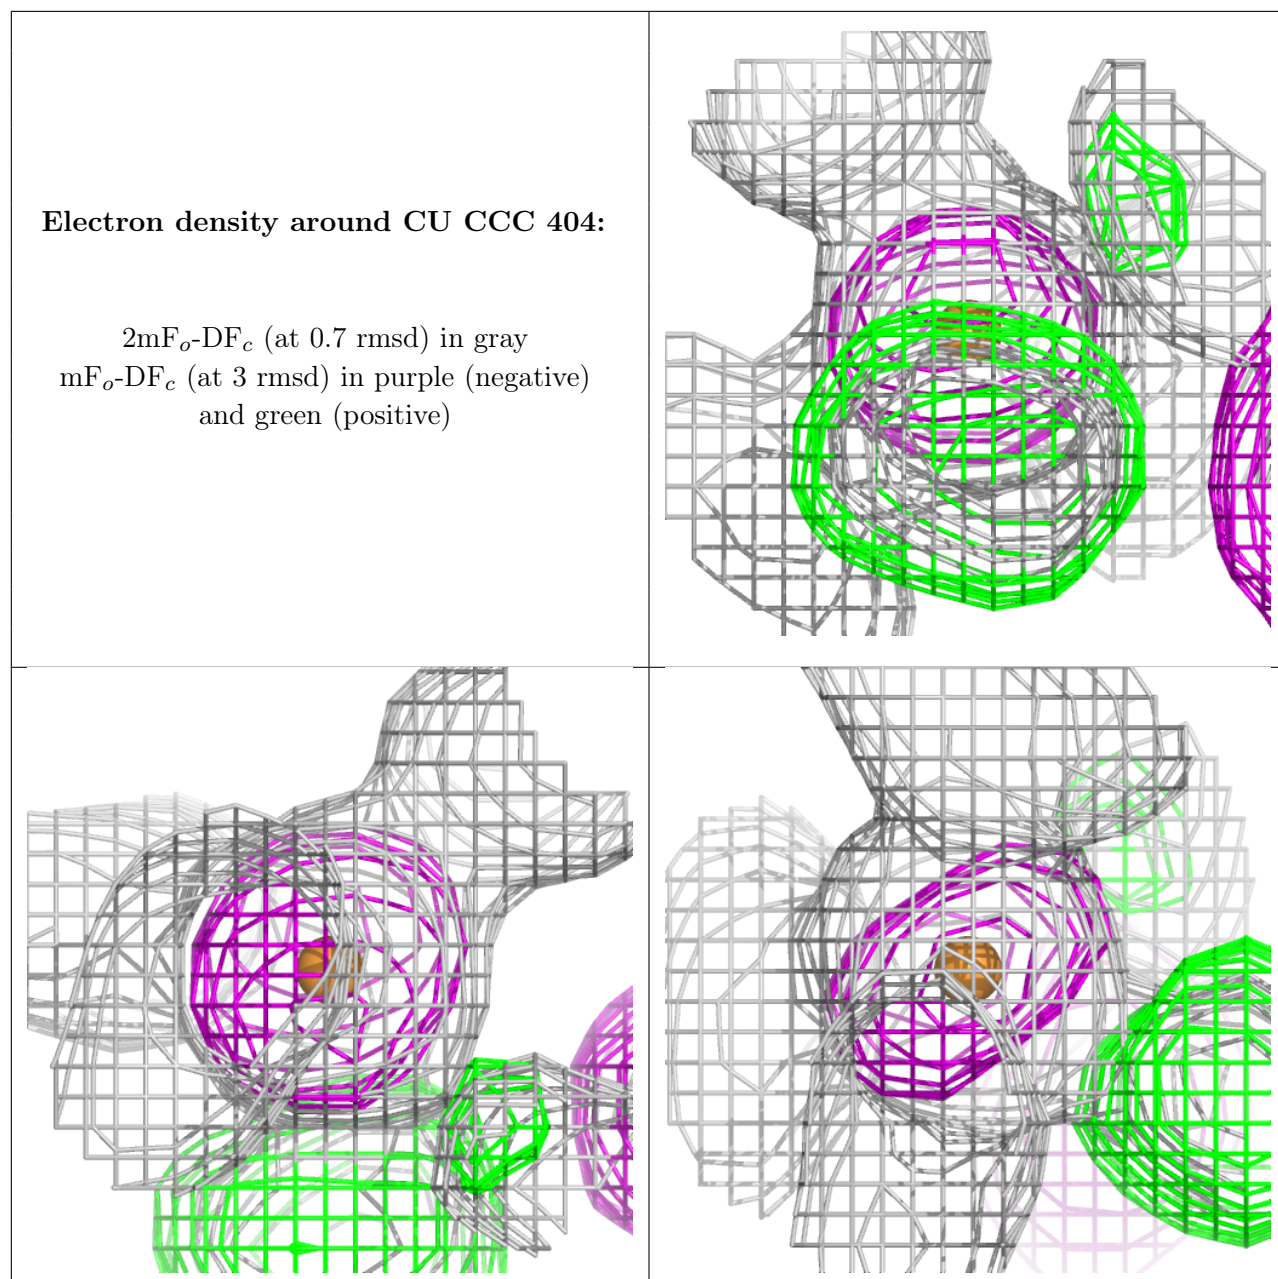 Electron density around CU CCC 404:
2mFo-DFc (at 0.7 rmsd) in gray
mFo-DFc (at 3 rmsd) in purple (negative)
and green (positive)